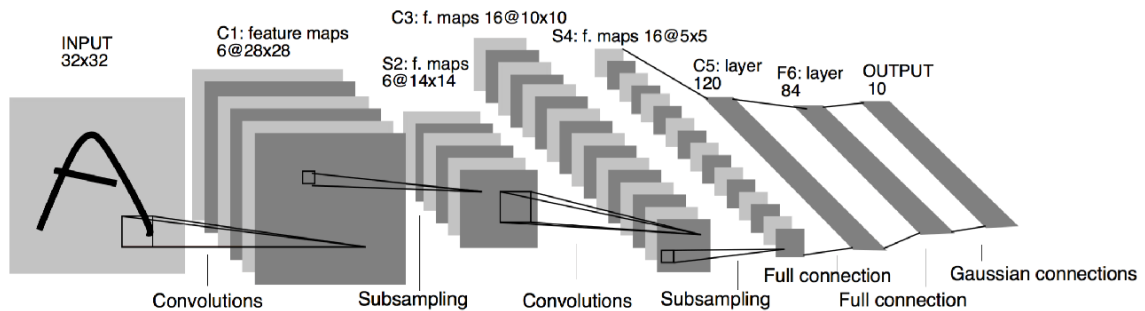 INPUT
32x32
C1: feature maps
6@28x28
S2: f. maps
6@14x14
C3: f. maps 16@10x10
S4: f. maps 16@5x5
C5: layer
120
F6: layer
84
OUTPUT
10
Convolutions
Subsampling
Convolutions
Subsampling
Full connection
Full connection
Gaussian connections